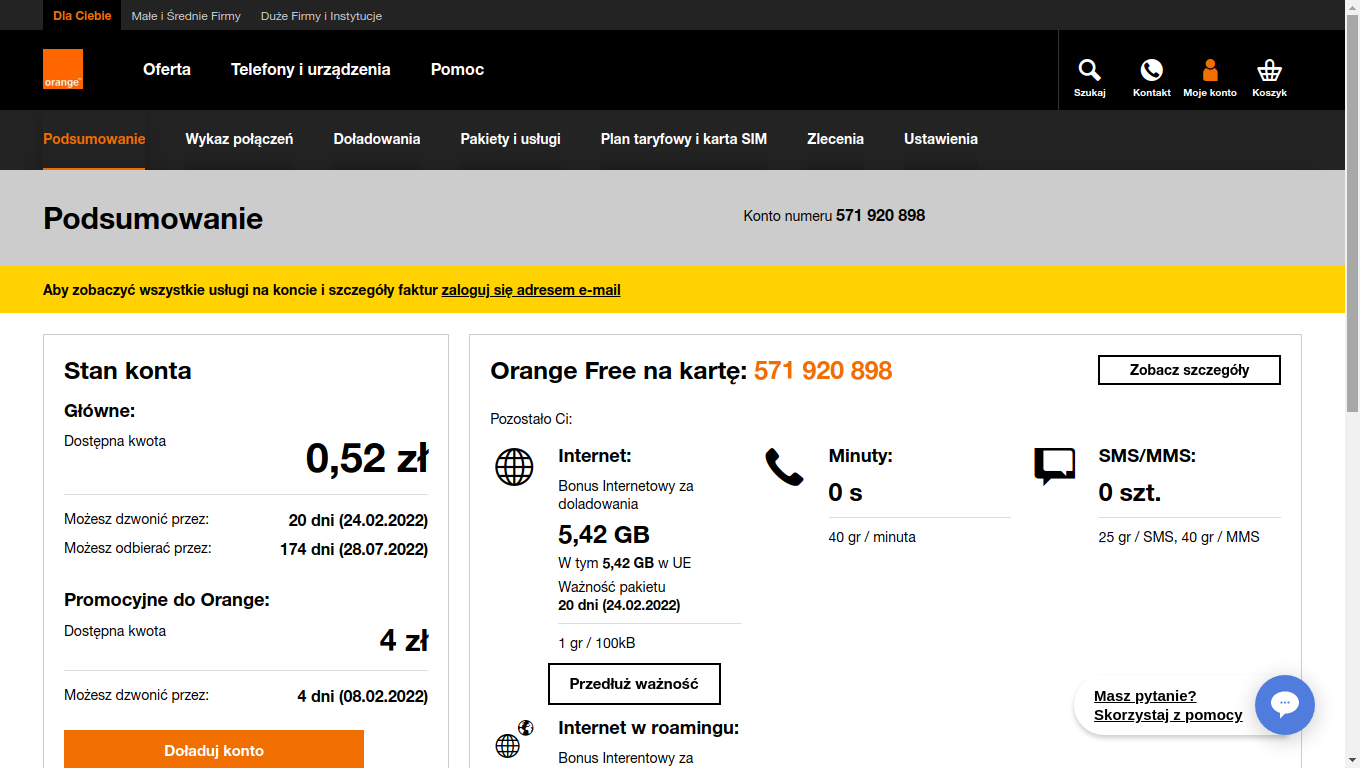 Dla Ciebie Małe i Średnie Firmy Duże Firmy i Instytucje
orange™
Oferta Telefony i urządzenia Pomoc
Szukaj Kontakt Moje konto Koszyk
Podsumowanie Wykaz połączeń Doładowania Pakiety i usługi Plan taryfowy i karta SIM Zlecenia Ustawienia
Podsumowanie
Konto numeru 571 920 898
Aby zobaczyć wszystkie usługi na koncie i szczegóły faktur zaloguj się adresem e-mail
Stan konta
Główne:
Dostępna kwota
0,52 zł
Możesz dzwonić przez: 20 dni (24.02.2022)
Możesz odbierać przez: 174 dni (28.07.2022)
Promocyjne do Orange:
Dostępna kwota
4 zł
Możesz dzwonić przez: 4 dni (08.02.2022)
Doładuj konto
Orange Free na kartę: 571 920 898
Zobacz szczegóły
Pozostało Ci:
Internet:
Bonus Internetowy za
doladowania
5,42 GB
W tym 5,42 GB w UE
Ważność pakietu
20 dni (24.02.2022)
1 gr / 100kB
Przedłuż ważność
Internet w roamingu:
Bonus Interentowy za
Minuty:
0 s
40 gr / minuta
SMS/MMS:
0 szt.
25 gr / SMS, 40 gr / MMS
Masz pytanie?
Skorzystaj z pomocy